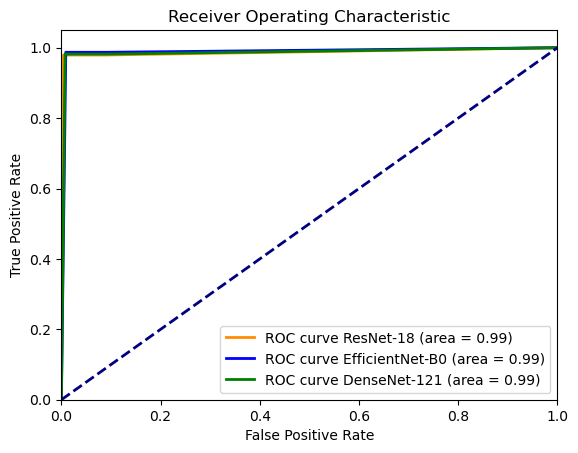 Receiver Operating Characteristic
1.0
0.8
0.6
0.4
0.2
0.0
True Positive Rate
ROC curve ResNet-18 (area = 0.99)
ROC curve EfficientNet-B0 (area = 0.99)
ROC curve DenseNet-121 (area = 0.99)
0.0 0.2 0.4 0.6 0.8 1.0
False Positive Rate